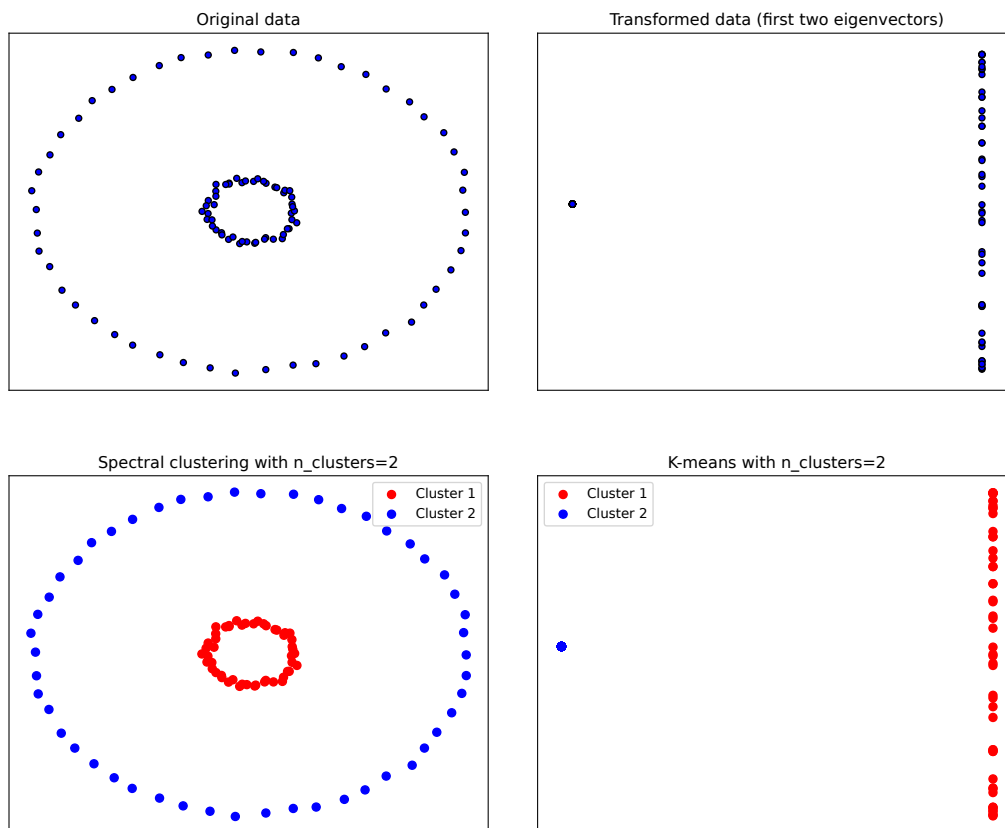 Original data
Transformed data (first two eigenvectors)
Spectral clustering with n_clusters=2
Cluster 1
Cluster 2
K-means with n_clusters=2
Cluster 1
Cluster 2